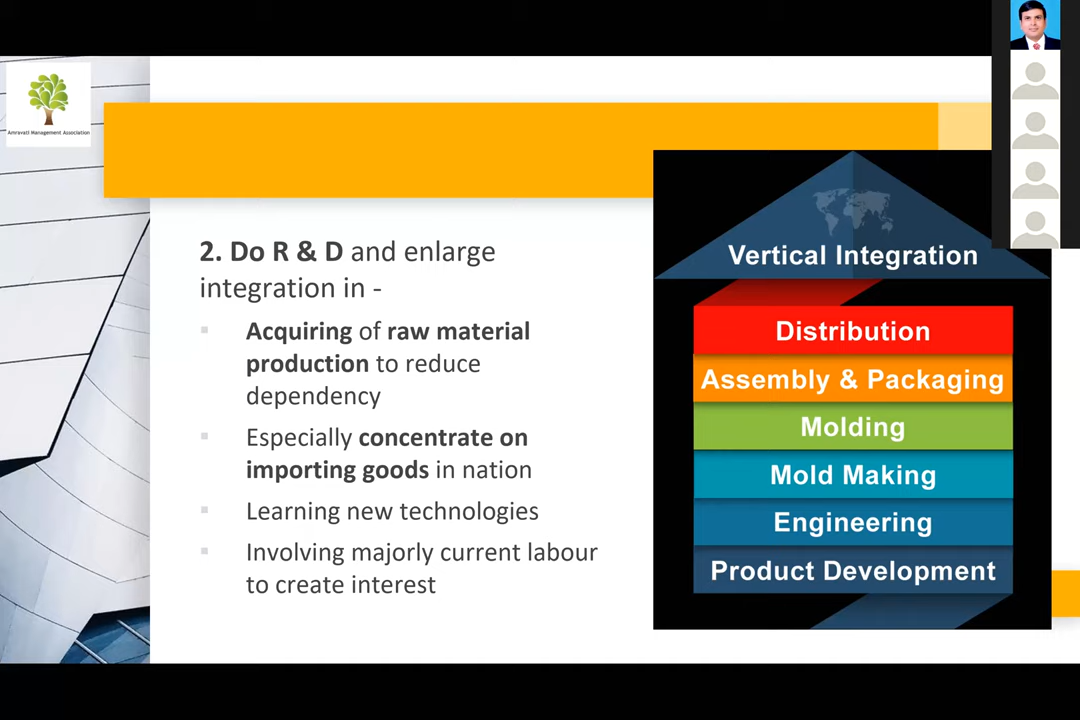 Amravati Management Association
2. Do R & D and enlarge
integration in -
Acquiring of raw material
production to reduce
dependency
Especially concentrate on
importing goods in nation
Learning new technologies
Involving majorly current labour
to create interest
Vertical Integration
Distribution
Assembly & Packaging
Molding
Mold Making
Engineering
Product Development